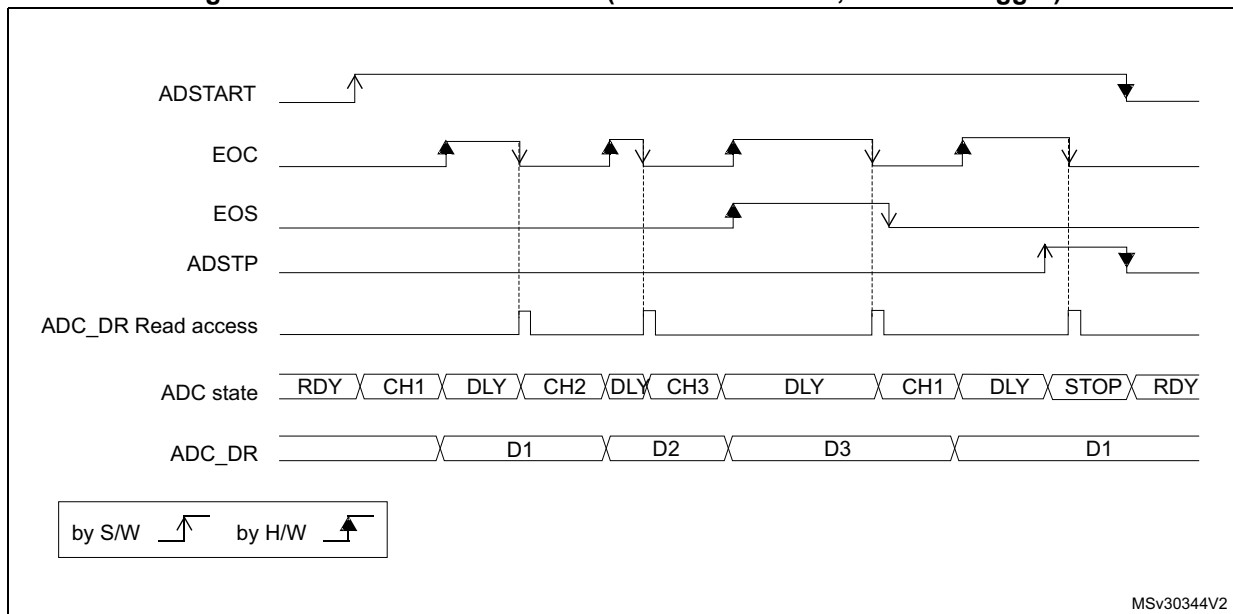 ADSTART
EOC
EOS
ADSTP
ADC_DR Read access
ADC state RDY CH1 DLY CH2 DLY CH3 DLY CH1 DLY STOP RDY
ADC_DR D1 D2 D3 D1
by S/W by H/W
MSv30344V2